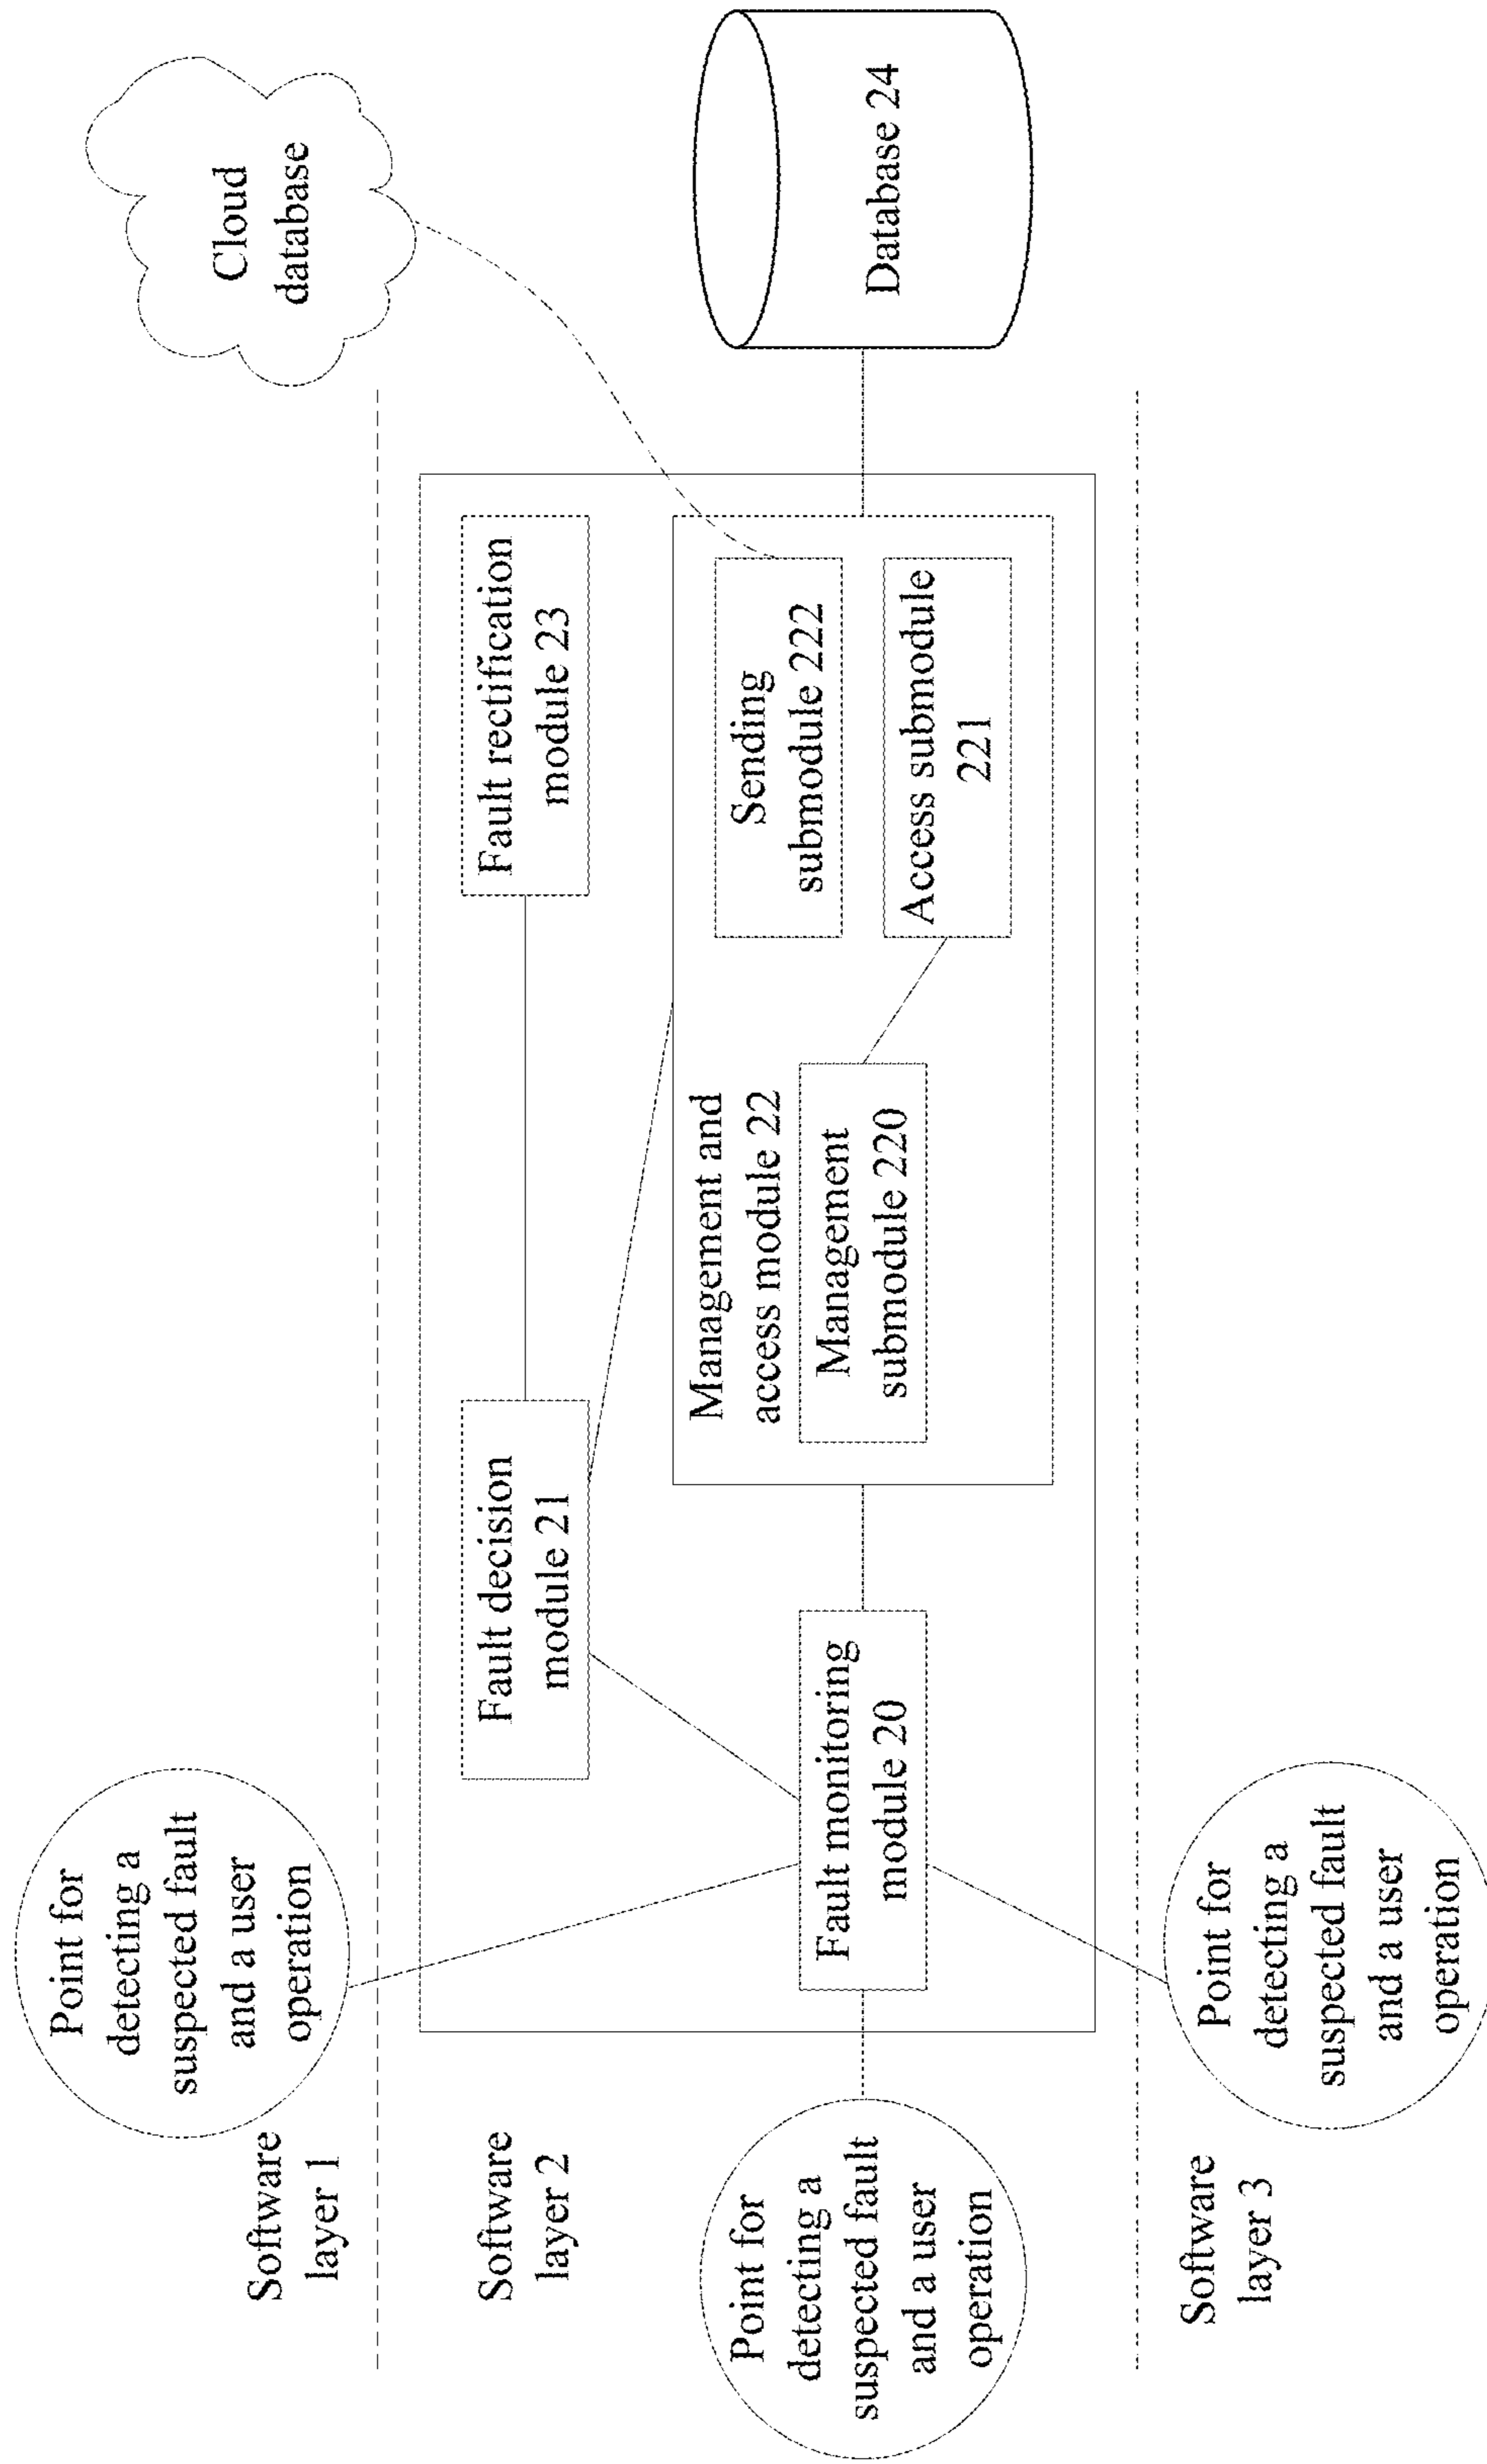 Software
layer 1
Point for
detecting a
suspected fault
and a user
operation
Cloud
database
Software
layer 2
Fault decision
module 21
Fault rectification
module 23
Point for
detecting a
suspected fault
and a user
operation
Fault monitoring
module 20
Management and
access module 22
Management
submodule 220
Sending
submodule 222
Access submodule
221
Database 24
Software
layer 3
Point for
detecting a
suspected fault
and a user
operation